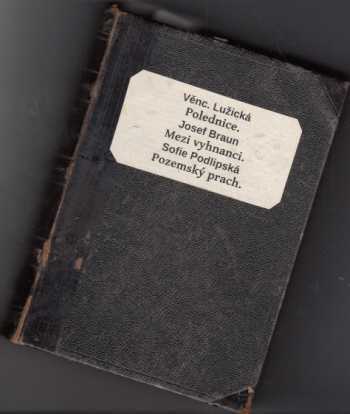 Věnc. Lužická
Polednice.
Josef Braun
Mezi vyhnanci.
Sofie Podlipská
Pozemský prach.